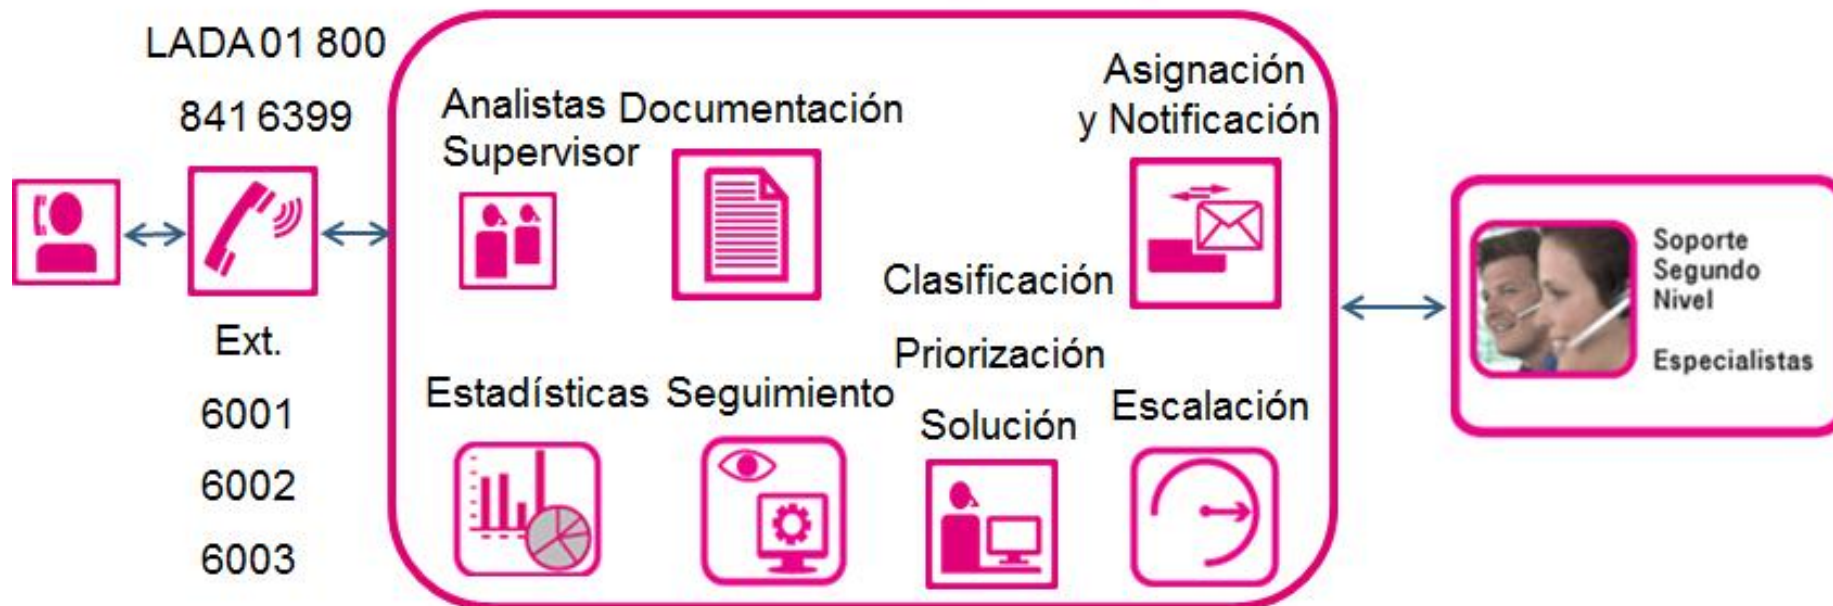 LADA 01 800
841 6399
Ext.
6001
6002
6003
Analistas
Supervisor
Documentación
Asignación
y Notificación
Clasificación
Priorización
Estadísticas
Seguimiento
Solución
Escalación
Soporte
Segundo
Nivel
Especialistas